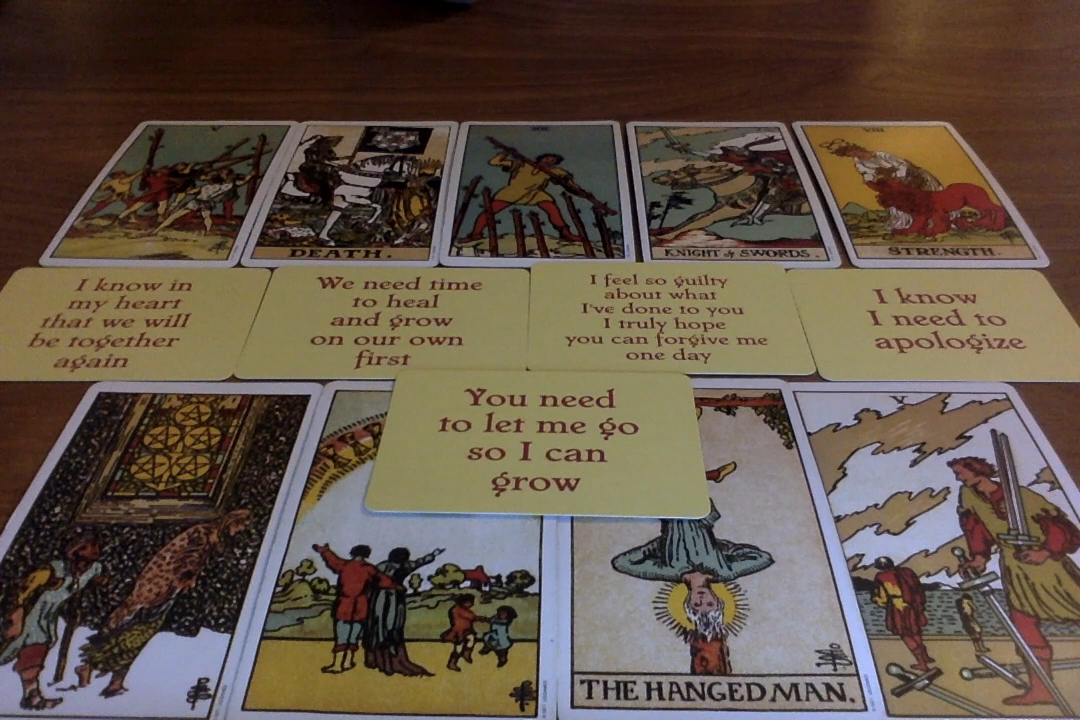 V
DEATH.
VII
KNIGHT of SWORDS.
VIII
STRENGTH.
I know in
my heart
that we will
be together
again
We need time
to heal
and grow
on our own
first
I feel so guilty
about what
I've done to you
I truly hope
you can forgive me
one day
I know
I need to
apologize
You need
to let me go
so I can
grow
V
THE HANGED MAN.